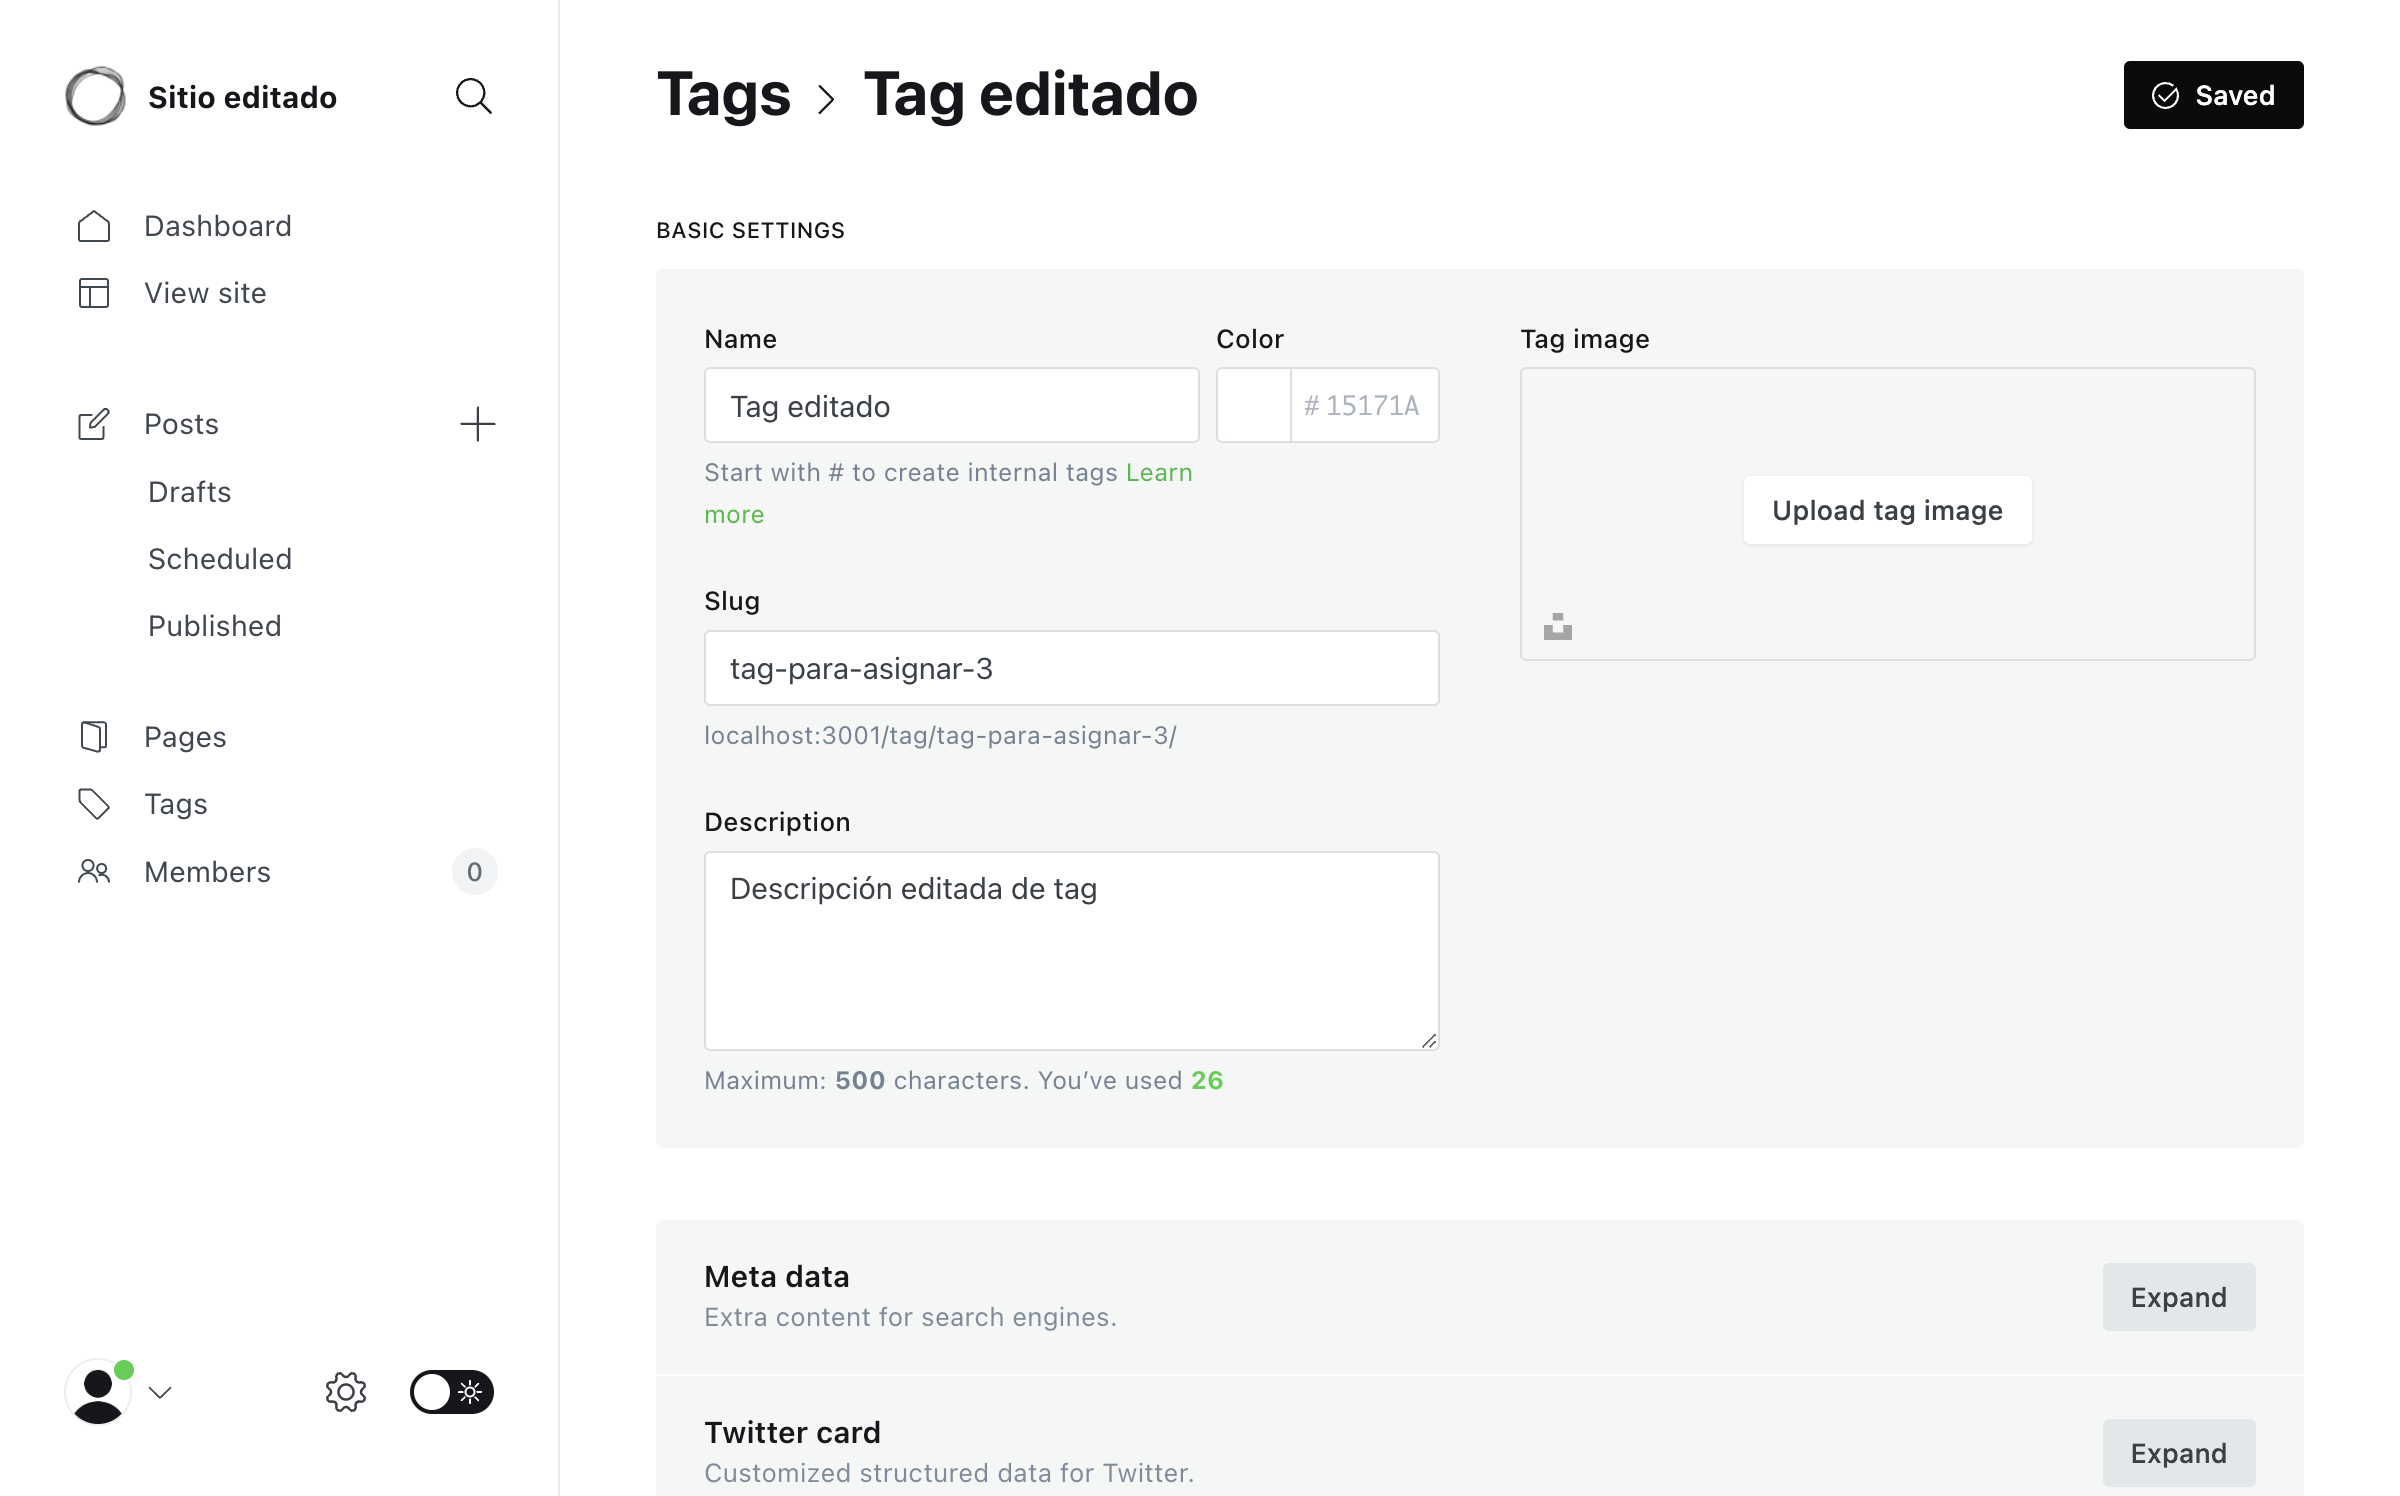 Sitio editado
Dashboard
View site
Posts
Drafts
Scheduled
Published
Pages
Tags
Members 0
Tags > Tag editado
Saved
BASIC SETTINGS
Name
Tag editado
Start with # to create internal tags Learn
more
Color
# 15171A
Slug
tag-para-asignar-3
localhost:3001/tag/tag-para-asignar-3/
Description
Descripción editada de tag
Maximum: 500 characters. You’ve used 26
Tag image
Upload tag image
Meta data
Extra content for search engines.
Expand
Twitter card
Customized structured data for Twitter.
Expand